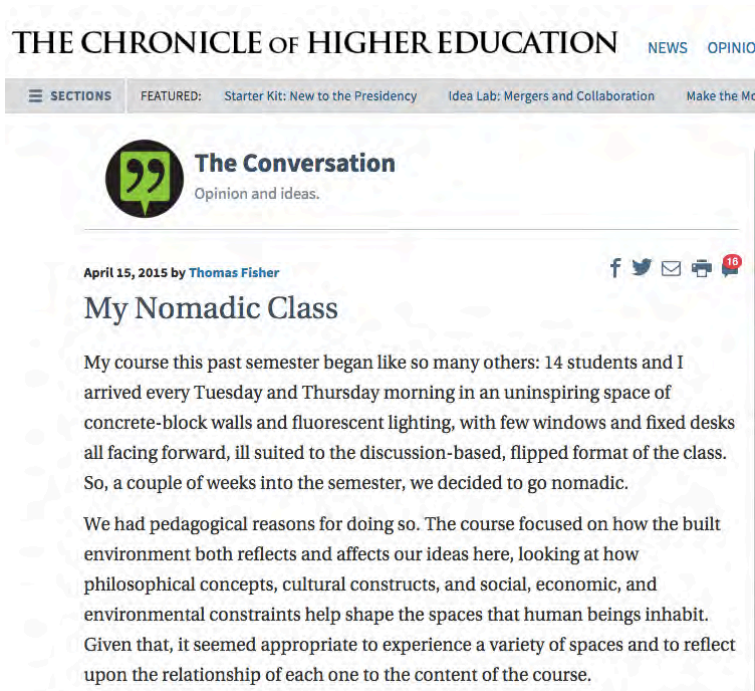 THE CHRONICLE OF HIGHER EDUCATION NEWS OPINIO
SECTIONS FEATURED: Starter Kit: New to the Presidency Idea Lab: Mergers and Collaboration Make the Mo
The Conversation
Opinion and ideas.
April 15, 2015 by Thomas Fisher
16
My Nomadic Class
My course this past semester began like so many others: 14 students and I
arrived every Tuesday and Thursday morning in an uninspiring space of
concrete-block walls and fluorescent lighting, with few windows and fixed desks
all facing forward, ill suited to the discussion-based, flipped format of the class.
So, a couple of weeks into the semester, we decided to go nomadic.
We had pedagogical reasons for doing so. The course focused on how the built
environment both reflects and affects our ideas here, looking at how
philosophical concepts, cultural constructs, and social, economic, and
environmental constraints help shape the spaces that human beings inhabit.
Given that, it seemed appropriate to experience a variety of spaces and to reflect
upon the relationship of each one to the content of the course.